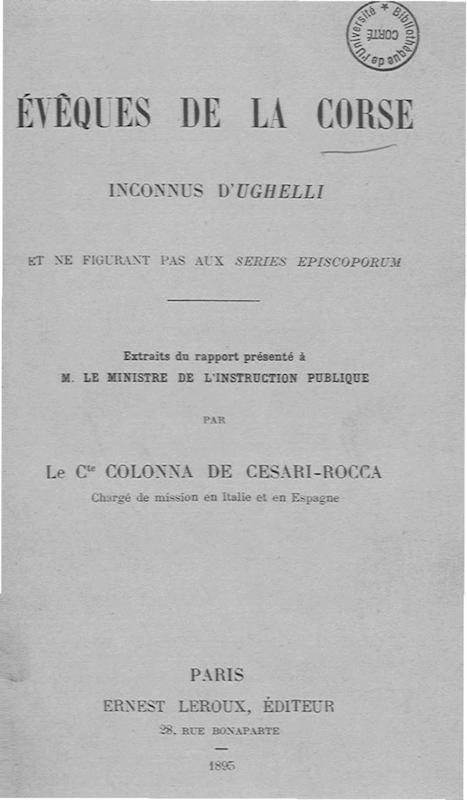 Bibliothèque de l'Université
CORTE
ÉVÊQUES DE LA CORSE
INCONNUS D'UGHELLI
ET NE FIGURANT PAS AUX SERIES EPISCOPORUM
Extraits du rapport présenté à
M. LE MINISTRE DE L'INSTRUCTION PUBLIQUE
PAR
LE Cte COLONNA DE CESARI-ROCCA
Chargé de mission en Italie et en Espagne
PARIS
ERNEST LEROUX, ÉDITEUR
28, RUE BONAPARTE
1895